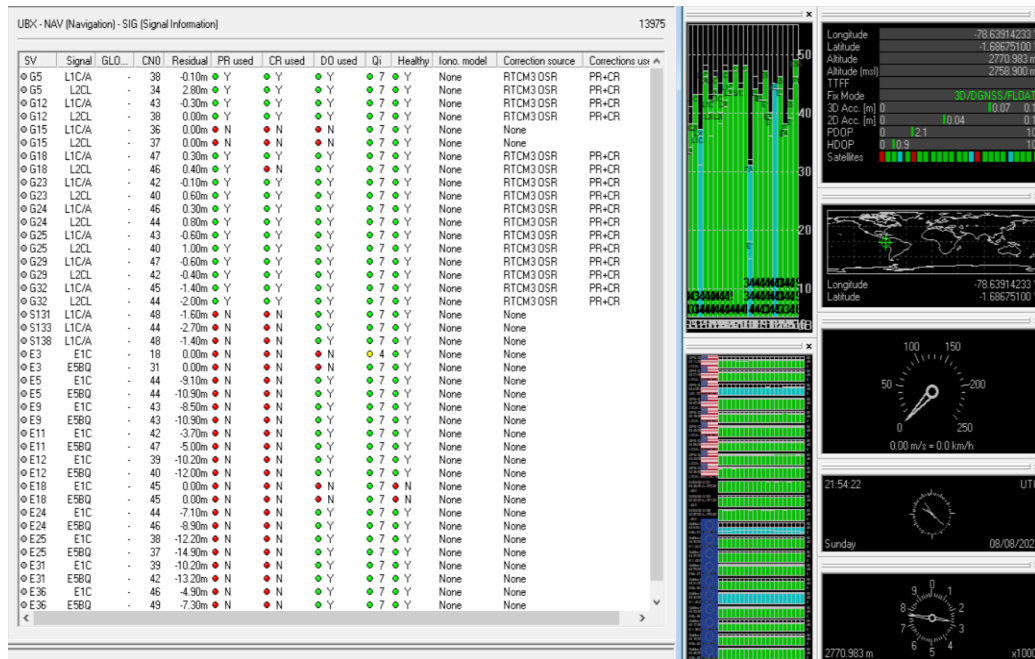 UBX - NAV (Navigation) - SIG (Signal Information) 13975
SV Signal GLO... CN0 Residual PR used CR used DO used Qi Healthy Iono. model Correction source Corrections use
G5 L1C/A - 38 -0.10m Y Y Y 7 Y None RTCM3 OSR PR+CR
G5 L2CL - 34 2.80m Y Y Y 7 Y None RTCM3 OSR PR+CR
G12 L1C/A - 43 -0.30m Y Y Y 7 Y None RTCM3 OSR PR+CR
G12 L2CL - 38 0.00m Y Y Y 7 Y None RTCM3 OSR PR+CR
G15 L1C/A - 36 0.00m N N N 7 Y None None
G15 L2CL - 37 0.00m N N N 7 Y None None
G18 L1C/A - 47 0.30m Y Y Y 7 Y None RTCM3 OSR PR+CR
G18 L2CL - 46 0.40m Y N Y 7 Y None RTCM3 OSR PR+CR
G23 L1C/A - 42 -0.10m Y Y Y 7 Y None RTCM3 OSR PR+CR
G23 L2CL - 40 0.60m Y Y Y 7 Y None RTCM3 OSR PR+CR
G24 L1C/A - 46 0.30m Y Y Y 7 Y None RTCM3 OSR PR+CR
G24 L2CL - 44 0.80m Y Y Y 7 Y None RTCM3 OSR PR+CR
G25 L1C/A - 43 -0.60m Y Y Y 7 Y None RTCM3 OSR PR+CR
G25 L2CL - 40 1.00m Y Y Y 7 Y None RTCM3 OSR PR+CR
G29 L1C/A - 47 -0.60m Y Y Y 7 Y None RTCM3 OSR PR+CR
G29 L2CL - 42 -0.40m Y Y Y 7 Y None RTCM3 OSR PR+CR
G32 L1C/A - 45 -1.40m Y Y Y 7 Y None RTCM3 OSR PR+CR
G32 L2CL - 44 -2.00m Y Y Y 7 Y None RTCM3 OSR PR+CR
S131 L1C/A - 48 -1.60m N N Y 7 Y None None
S133 L1C/A - 44 -2.70m N N Y 7 Y None None
S138 L1C/A - 48 -1.40m N N Y 7 Y None None
E3 E1C - 18 0.00m N N N 4 Y None None
E3 E5BQ - 31 0.00m N N N 7 Y None None
E5 E1C - 44 -9.10m N N Y 7 Y None None
E5 E5BQ - 44 -10.90m N N Y 7 Y None None
E9 E1C - 43 -8.50m N N Y 7 Y None None
E9 E5BQ - 43 -10.90m N N Y 7 Y None None
E11 E1C - 42 -3.70m N N Y 7 Y None None
E11 E5BQ - 47 -5.00m N N Y 7 Y None None
E12 E1C - 39 -10.20m N N Y 7 Y None None
E12 E5BQ - 40 -12.00m N N Y 7 Y None None
E18 E1C - 45 0.00m N N N 7 N None None
E18 E5BQ - 45 0.00m N N N 7 N None None
E24 E1C - 44 -7.10m N N Y 7 Y None None
E24 E5BQ - 46 -8.90m N N Y 7 Y None None
E25 E1C - 38 -12.20m N N Y 7 Y None None
E25 E5BQ - 37 -14.90m N N Y 7 Y None None
E31 E1C - 39 -10.20m N N Y 7 Y None None
E31 E5BQ - 42 -13.20m N N Y 7 Y None None
E36 E1C - 46 -4.90m N N Y 7 Y None None
E36 E5BQ - 49 -7.30m N N Y 7 Y None None
50
40
30
20
10
Longitude -78.63914233
Latitude -1.68675100
Altitude 2770.983 m
Altitude (msl) 2758.900 m
TTFF
Fix Mode 3D/DGNSS/FLOAT
3D Acc. [m] 0 0.07 0.1
2D Acc. [m] 0 0.04 0.1
PDOP 0 2.1 10
HDOP 0 0.9 10
Satellites
Longitude -78.63914233
Latitude -1.68675100
0 50 100 150 200 250
0.00 m/s = 0.0 km/h
21:54:22 UTC
Sunday 08/08/202
0 2 3 4 5 6 7 8 9
2770.983 m x1000